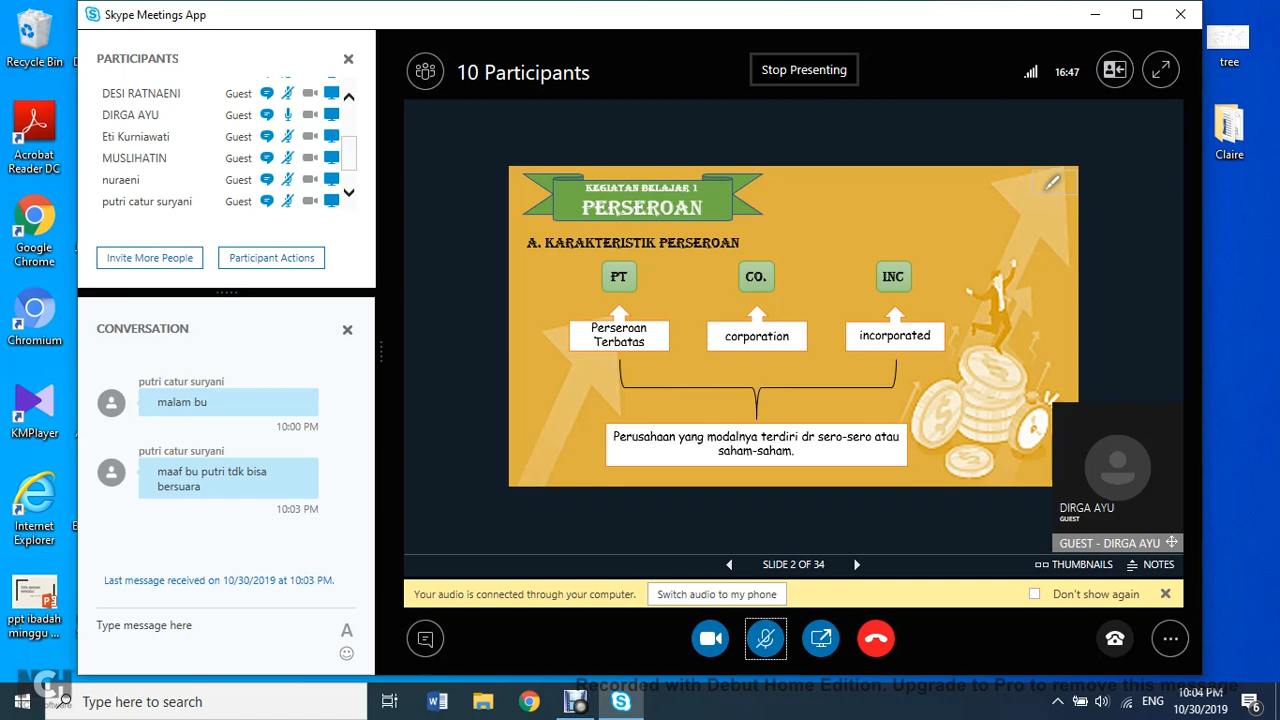 Recycle Bin
Acrobat
Reader DC
Google
Chrome
Chromium
KMPlayer
Internet
Explorer
ppt ibadah
minggu ...
Skype Meetings App
PARTICIPANTS
DESI RATNAENI Guest
DIRGA AYU Guest
Eti Kurniawati Guest
MUSLIHATIN Guest
nuraeni Guest
putri catur suryani Guest
Invite More People
Participant Actions
CONVERSATION
putri catur suryani
malam bu
10:00 PM
putri catur suryani
maaf bu putri tdk bisa
bersuara
10:03 PM
Last message received on 10/30/2019 at 10:03 PM.
Type message here
A
10 Participants
Stop Presenting
16:47
KEGIATAN BELAJAR 1
PERSEROAN
A. KARAKTERISTIK PERSEROAN
PT
CO.
INC
Perseroan
Terbatas
corporation
incorporated
Perusahaan yang modalnya terdiri dr sero-sero atau
saham-saham.
DIRGA AYU
GUEST
GUEST - DIRGA AYU
SLIDE 2 OF 34
THUMBNAILS
NOTES
Your audio is connected through your computer.
Switch audio to my phone
Don't show again
tree
Claire
NCH
Software
Recorded with Debut Home Edition. Upgrade to Pro to remove this message
Type here to search
ENG
10:04 PM
10/30/2019
6